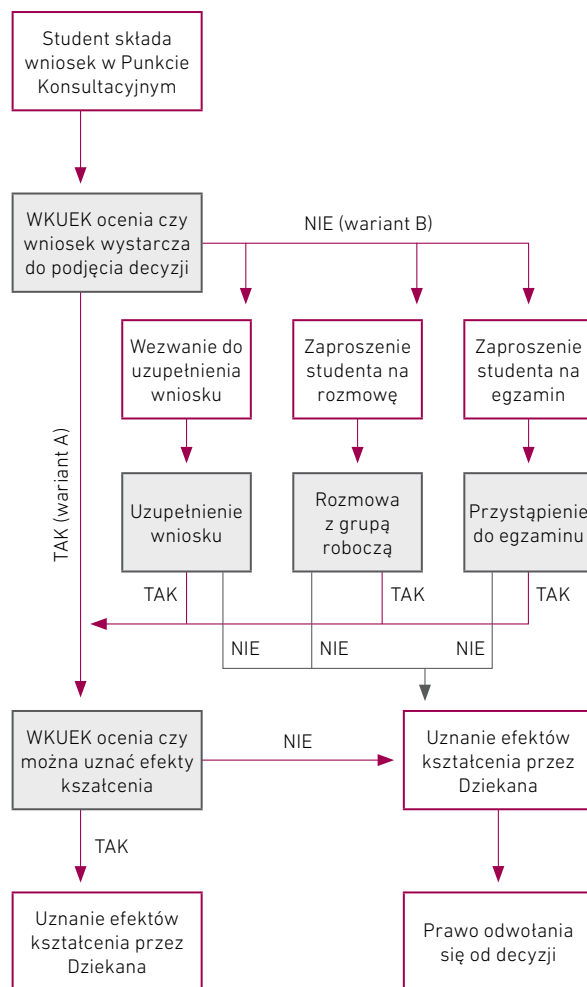 Student składa
wniosek w Punkcie
Konsultacyjnym
WKUEK ocenia czy
wniosek wystarcza
do podjęcia decyzji
NIE (wariant B)
TAK (wariant A)
Wezwanie do
uzupełnienia
wniosku
Zaproszenie
studenta na
rozmowę
Zaproszenie
studenta na
egzamin
Uzupełnienie
wniosku
Rozmowa
z grupą
roboczą
Przystąpienie
do egzaminu
TAK
TAK
TAK
NIE
NIE
NIE
WKUEK ocenia czy
można uznać efekty
kszałcenia
NIE
Uznanie efektów
kształcenia przez
Dziekana
TAK
Uznanie efektów
kształcenia przez
Dziekana
Prawo odwołania
się od decyzji